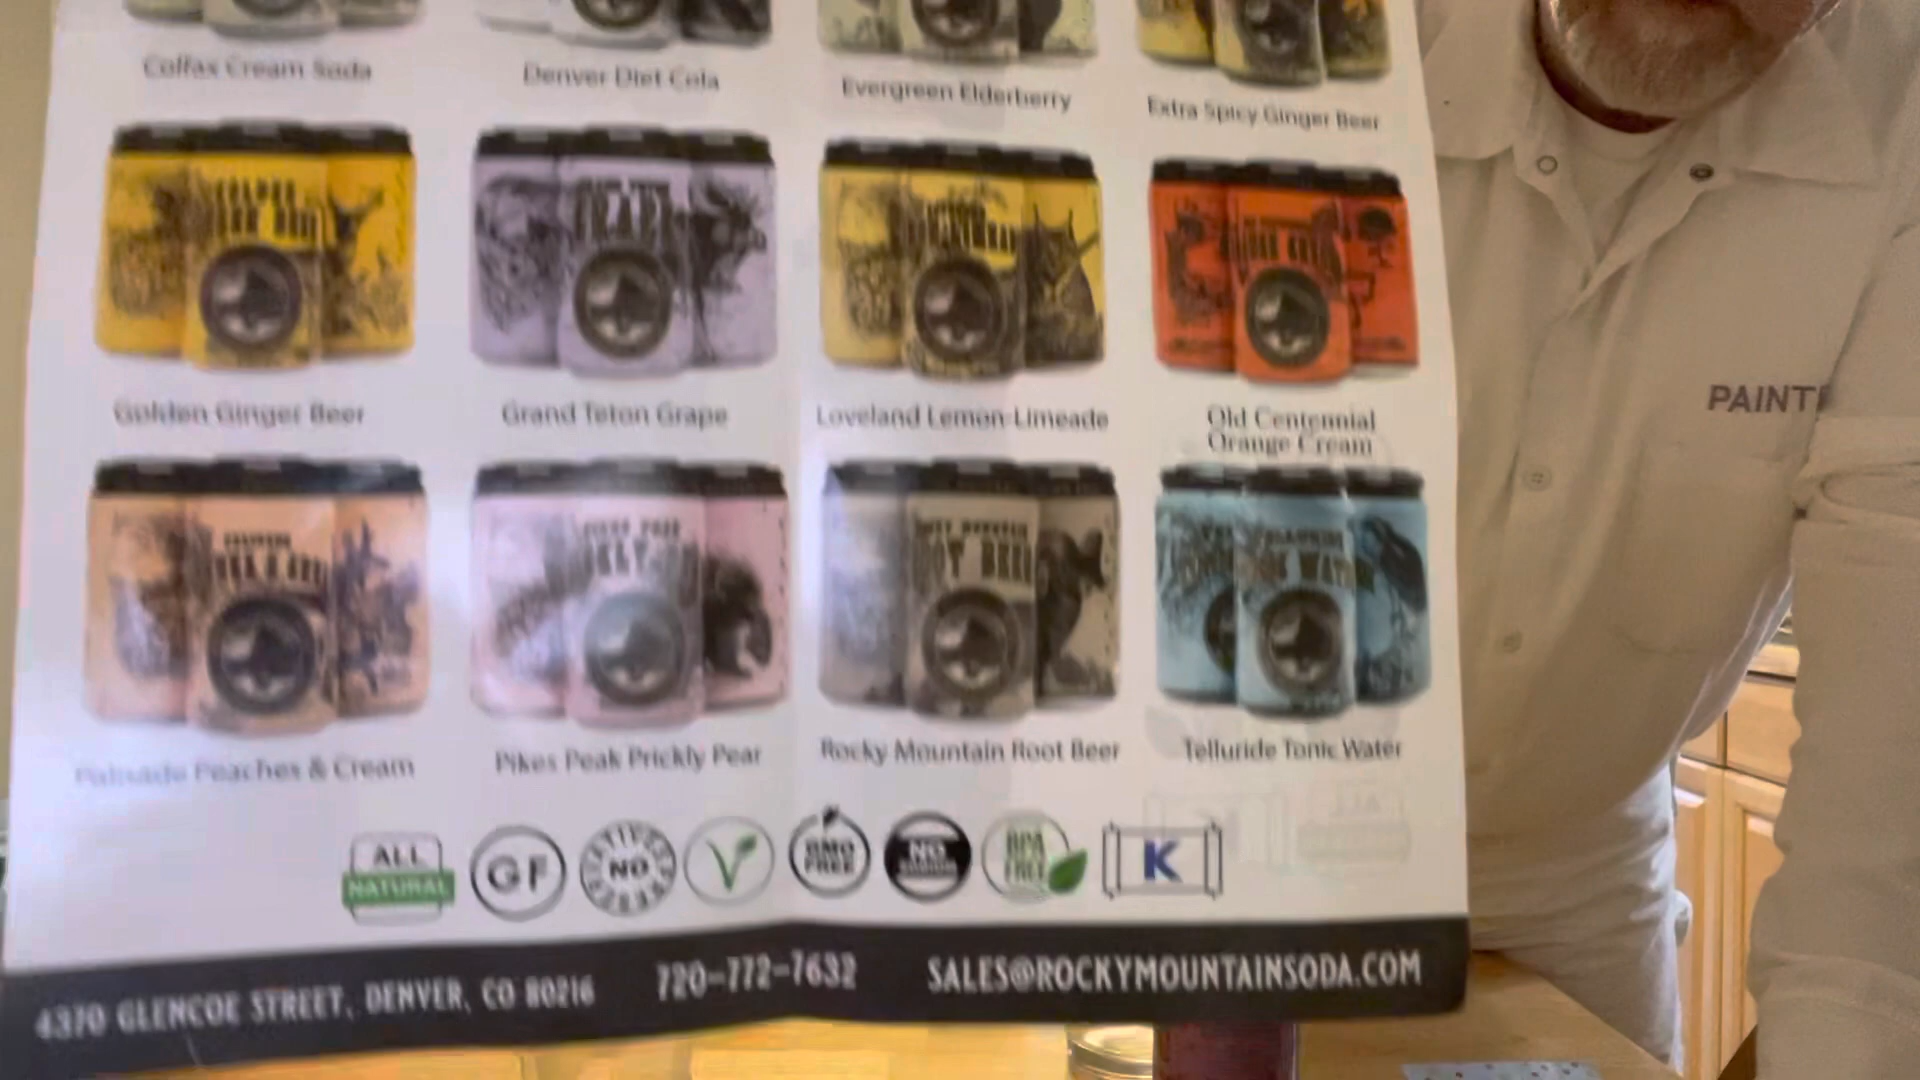 Colfax Cream Soda
Denver Diet Cola
Evergreen Elderberry
Extra Spicy Ginger Beer
Golden Ginger Beer
Grand Teton Grape
Loveland Lemon-Limeade
Old Centennial
Orange Cream
PAINT
Palisade Peaches & Cream
Pikes Peak Prickly Pear
Rocky Mountain Root Beer
Telluride Tonic Water
ALL
NATURAL
GF
NO
V
GMO
FREE
NO
BPA
FREE
K
4370 GLENCOE STREET, DENVER, CO 80216
720-772-7632
SALES@ROCKYMOUNTAINSODA.COM